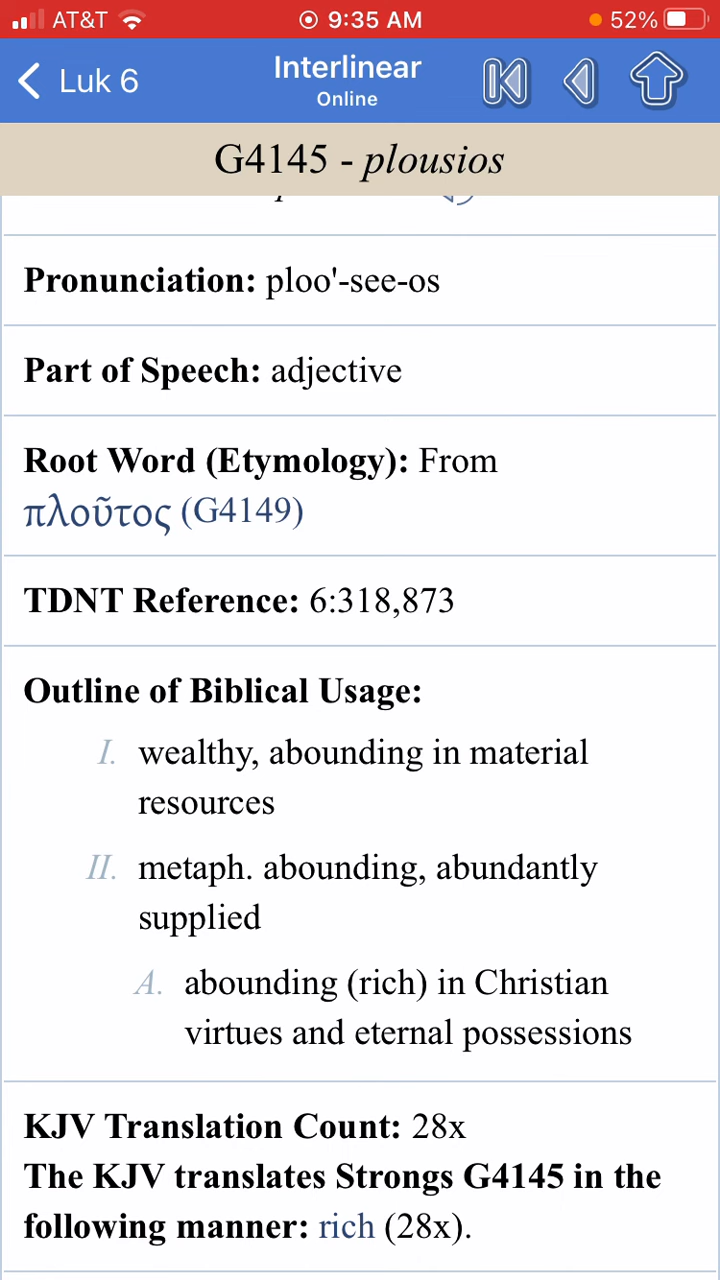 AT&T 9:35 AM 52%
Luk 6 Interlinear
Online
G4145 - plousios
Pronunciation: ploo'-see-os
Part of Speech: adjective
Root Word (Etymology): From
πλοῦτος (G4149)
TDNT Reference: 6:318,873
Outline of Biblical Usage:
I. wealthy, abounding in material
resources
II. metaph. abounding, abundantly
supplied
A. abounding (rich) in Christian
virtues and eternal possessions
KJV Translation Count: 28x
The KJV translates Strongs G4145 in the
following manner: rich (28x).